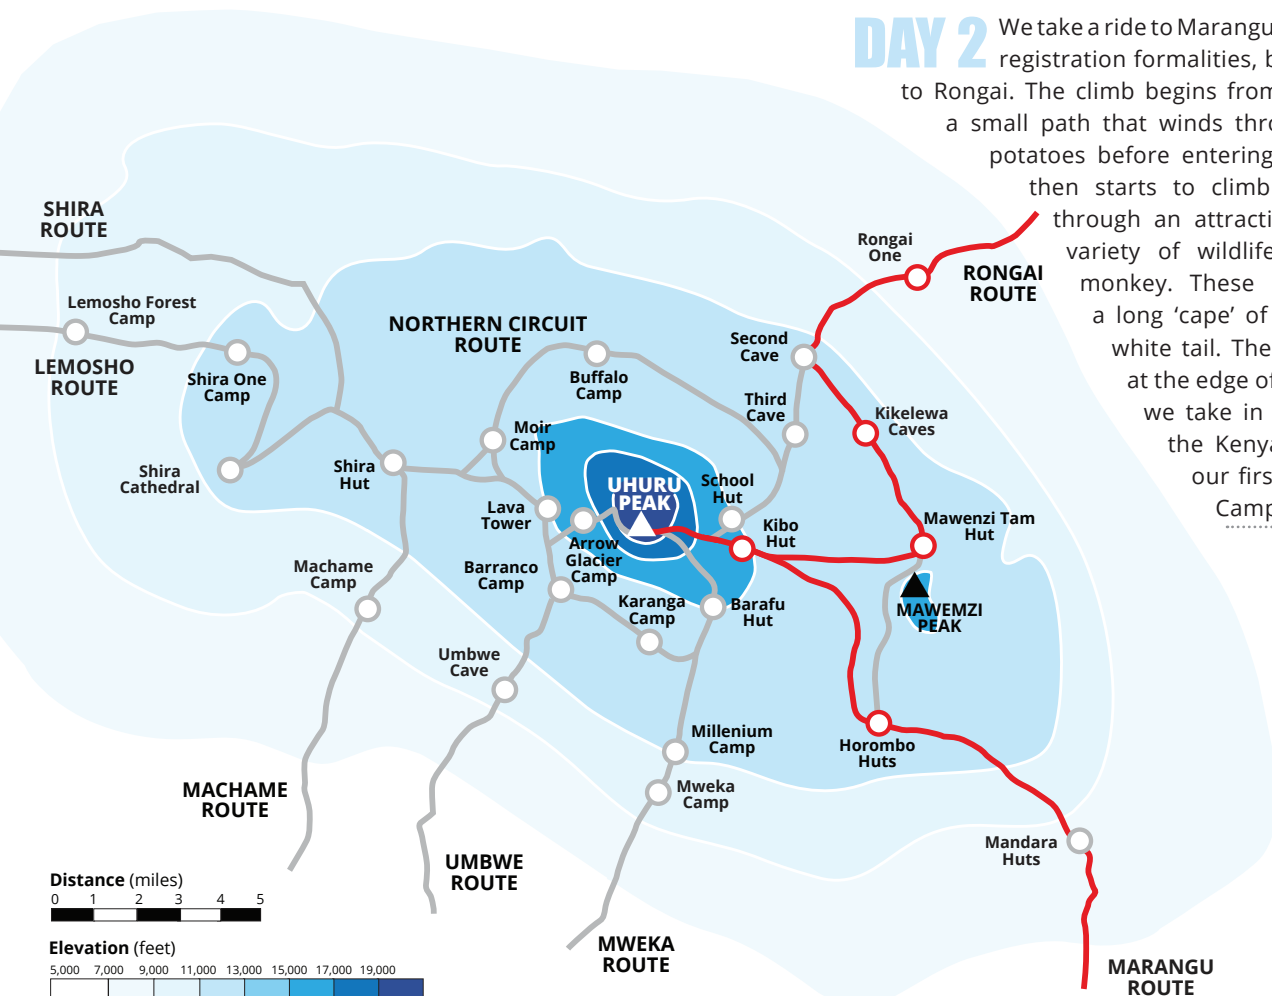 DAY 2 We take a ride to Marangu
registration formalities, b
to Rongai. The climb begins from
a small path that winds thro
potatoes before entering
then starts to climb
through an attracti
variety of wildlife
monkey. These
a long ‘cape’ of
white tail. The
at the edge of
we take in
the Kenya
our firs
Camp
SHIRA
ROUTE
Lemosho Forest
Camp
LEMOSHO
ROUTE
Shira One
Camp
Shira
Cathedral
Shira
Hut
NORTHERN CIRCUIT
ROUTE
Buffalo
Camp
Moir
Camp
Lava
Tower
Arrow
Glacier
Camp
UHURU
PEAK
School
Hut
Kibo
Hut
Second
Cave
Third
Cave
Rongai
One
RONGAI
ROUTE
Kikelewa
Caves
Mawenzi Tarn
Hut
MAWEMZI
PEAK
Machame
Camp
Barranco
Camp
Karanga
Camp
Barafu
Hut
Umbwe
Cave
Millenium
Camp
Mweka
Camp
Horombo
Huts
Mandara
Huts
MACHAME
ROUTE
UMBWE
ROUTE
MWEKA
ROUTE
MARANGU
ROUTE
Distance (miles)
0 1 2 3 4 5
Elevation (feet)
5,000 7,000 9,000 11,000 13,000 15,000 17,000 19,000